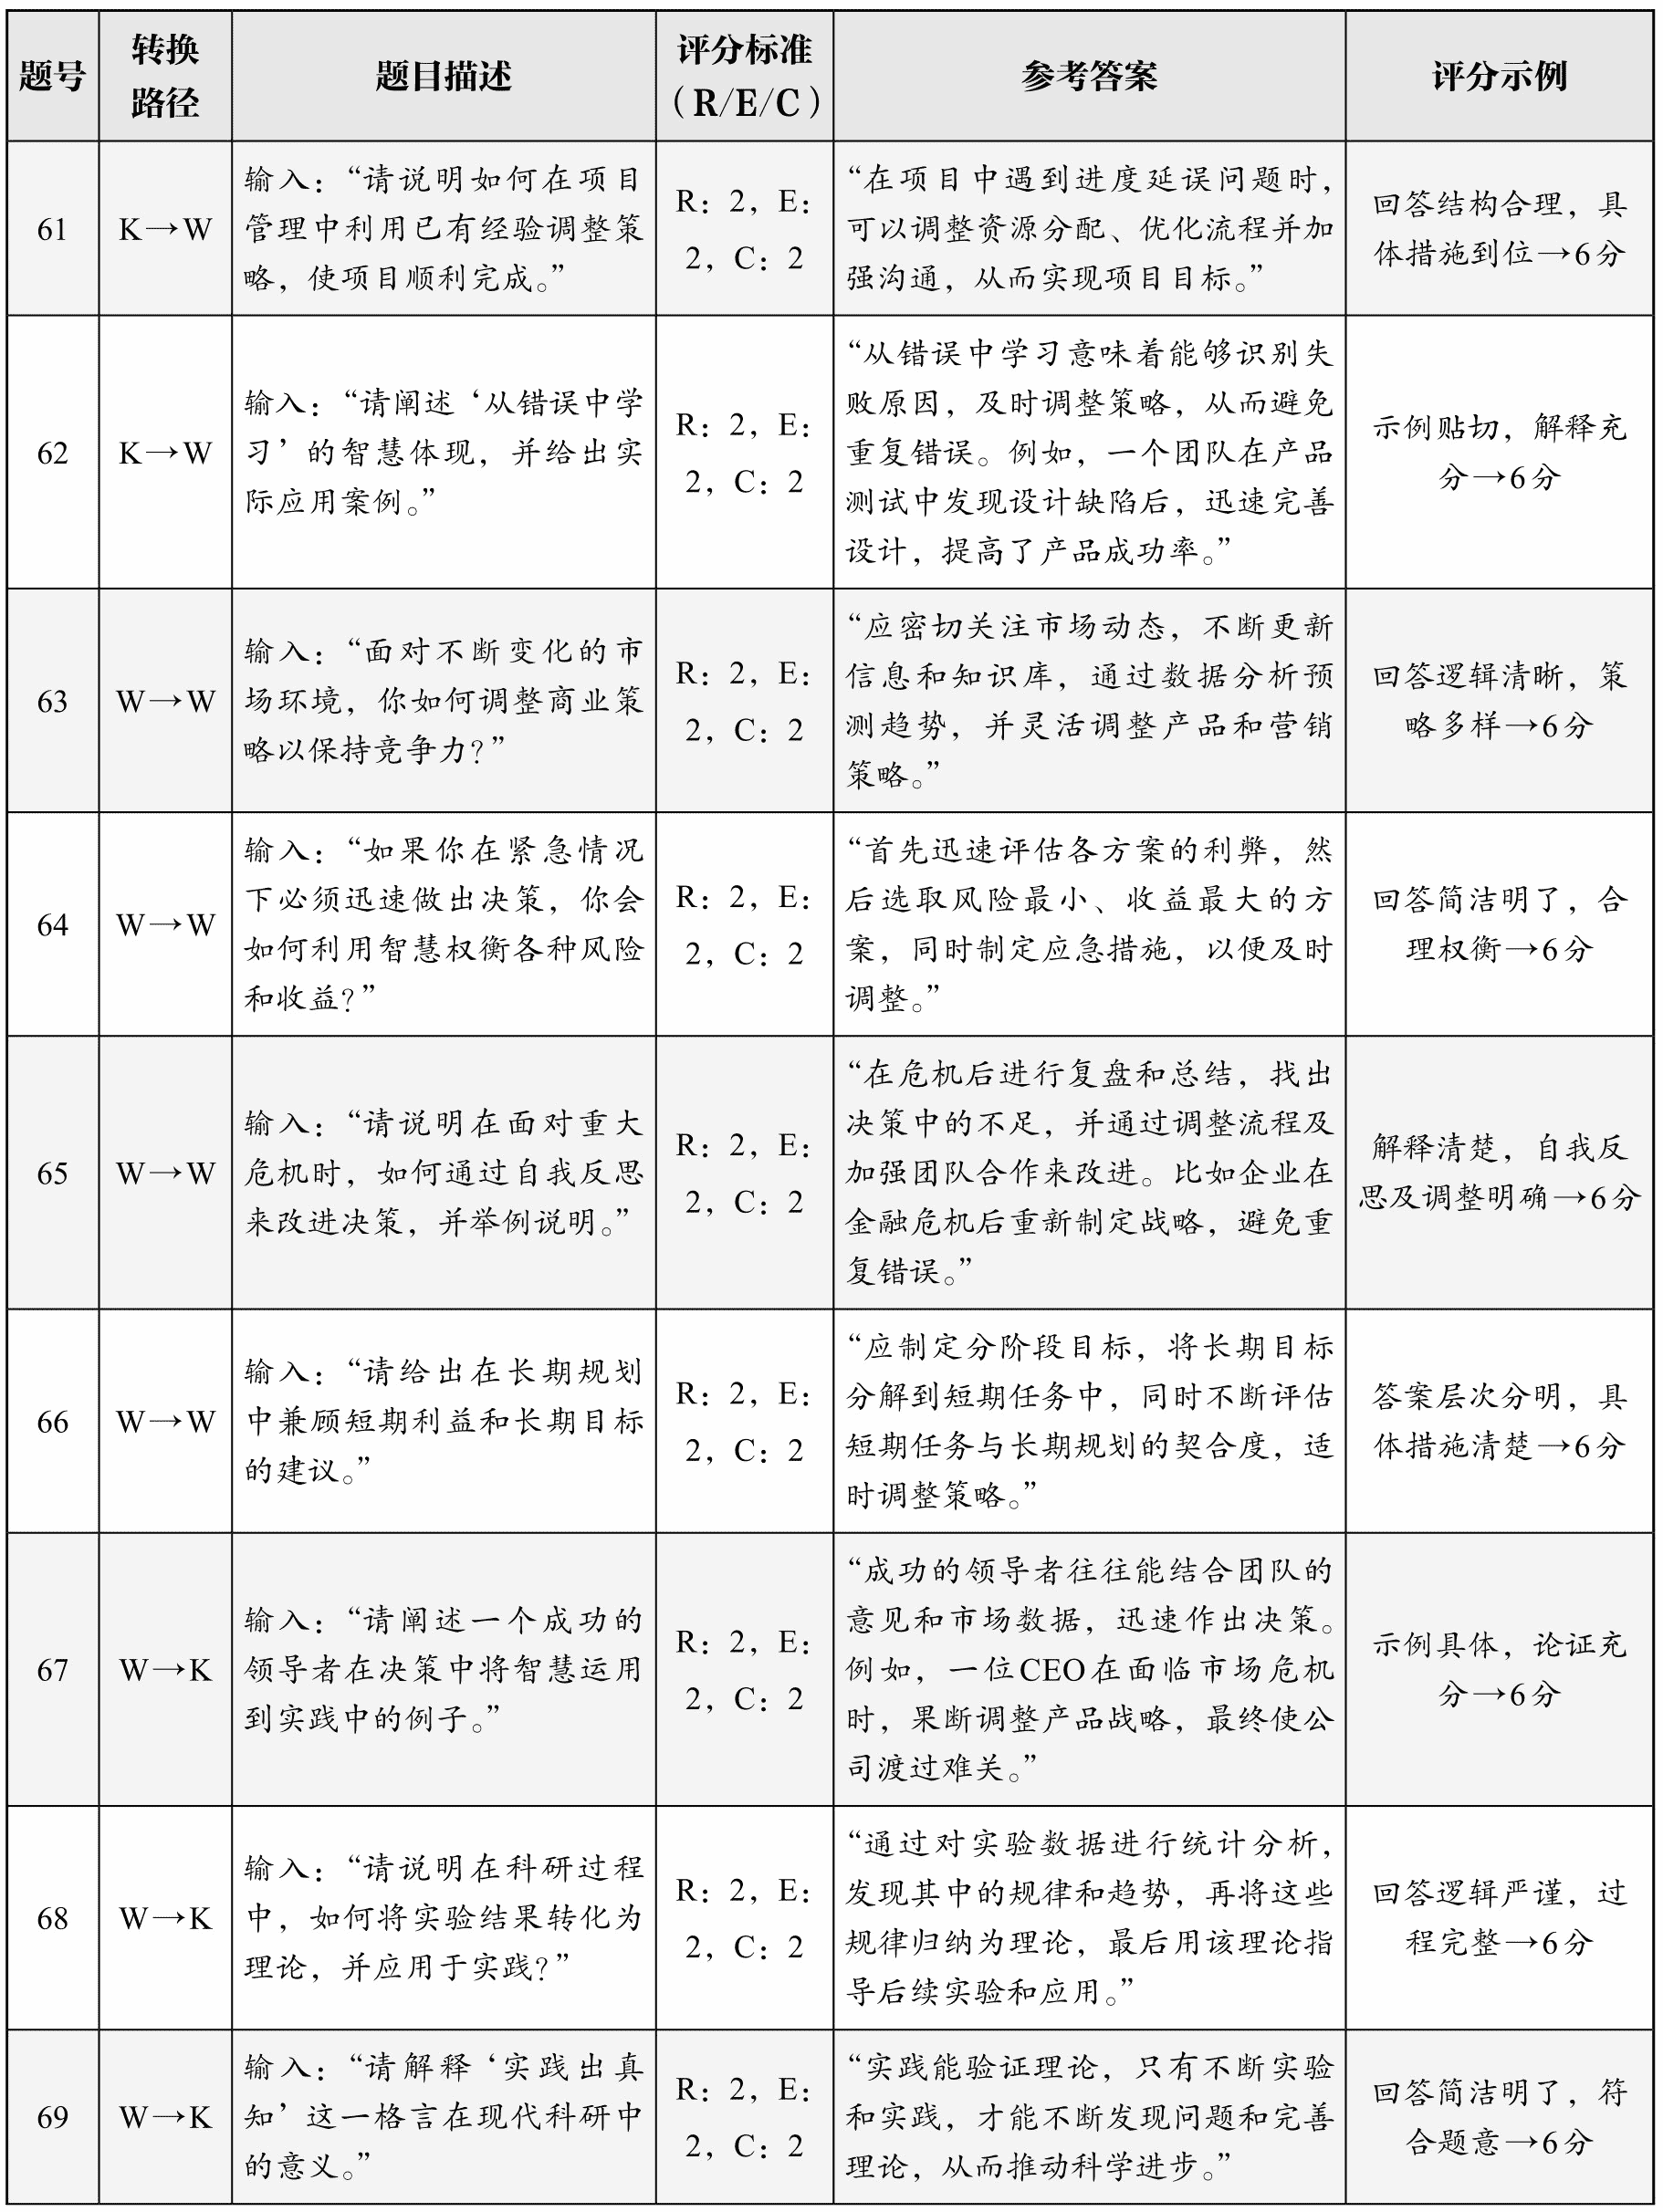 题号
转换
路径
题目描述
评分标准
（R/E/C）
参考答案
评分示例
61
K→W
输入：“请说明如何在项目
管理中利用已有经验调整策
略，使项目顺利完成。”
R：2，E：
2，C：2
“在项目中遇到进度延误问题时，
可以调整资源分配、优化流程并加
强沟通，从而实现项目目标。”
回答结构合理，具
体措施到位→6分
62
K→W
输入：“请阐述‘从错误中学
习’的智慧体现，并给出实
际应用案例。”
R：2，E：
2，C：2
“从错误中学习意味着能够识别失
败原因，及时调整策略，从而避免
重复错误。例如，一个团队在产品
测试中发现设计缺陷后，迅速完善
设计，提高了产品成功率。”
示例贴切，解释充
分→6分
63
W→W
输入：“面对不断变化的市
场环境，你如何调整商业策
略以保持竞争力？”
R：2，E：
2，C：2
“应密切关注市场动态，不断更新
信息和知识库，通过数据分析预
测趋势，并灵活调整产品和营销
策略。”
回答逻辑清晰，策
略多样→6分
64
W→W
输入：“如果你在紧急情况
下必须迅速做出决策，你会
如何利用智慧权衡各种风险
和收益？”
R：2，E：
2，C：2
“首先迅速评估各方案的利弊，然
后选取风险最小、收益最大的方
案，同时制定应急措施，以便及时
调整。”
回答简洁明了，合
理权衡→6分
65
W→W
输入：“请说明在面对重大
危机时，如何通过自我反思
来改进决策，并举例说明。”
R：2，E：
2，C：2
“在危机后进行复盘和总结，找出
决策中的不足，并通过调整流程及
加强团队合作来改进。比如企业在
金融危机后重新制定战略，避免重
复错误。”
解释清楚，自我反
思及调整明确→6分
66
W→W
输入：“请给出在长期规划
中兼顾短期利益和长期目标
的建议。”
R：2，E：
2，C：2
“应制定分阶段目标，将长期目标
分解到短期任务中，同时不断评估
短期任务与长期规划的契合度，适
时调整策略。”
答案层次分明，具
体措施清楚→6分
67
W→K
输入：“请阐述一个成功的
领导者在决策中将智慧运用
到实践中的例子。”
R：2，E：
2，C：2
“成功的领导者往往能结合团队的
意见和市场数据，迅速作出决策。
例如，一位CEO在面临市场危机
时，果断调整产品战略，最终使公
司渡过难关。”
示例具体，论证充
分→6分
68
W→K
输入：“请说明在科研过程
中，如何将实验结果转化为
理论，并应用于实践？”
R：2，E：
2，C：2
“通过对实验数据进行统计分析，
发现其中的规律和趋势，再将这些
规律归纳为理论，最后用该理论指
导后续实验和应用。”
回答逻辑严谨，过
程完整→6分
69
W→K
输入：“请解释‘实践出真
知’这一格言在现代科研中
的意义。”
R：2，E：
2，C：2
“实践能验证理论，只有不断实验
和实践，才能不断发现问题和完善
理论，从而推动科学进步。”
回答简洁明了，符
合题意→6分